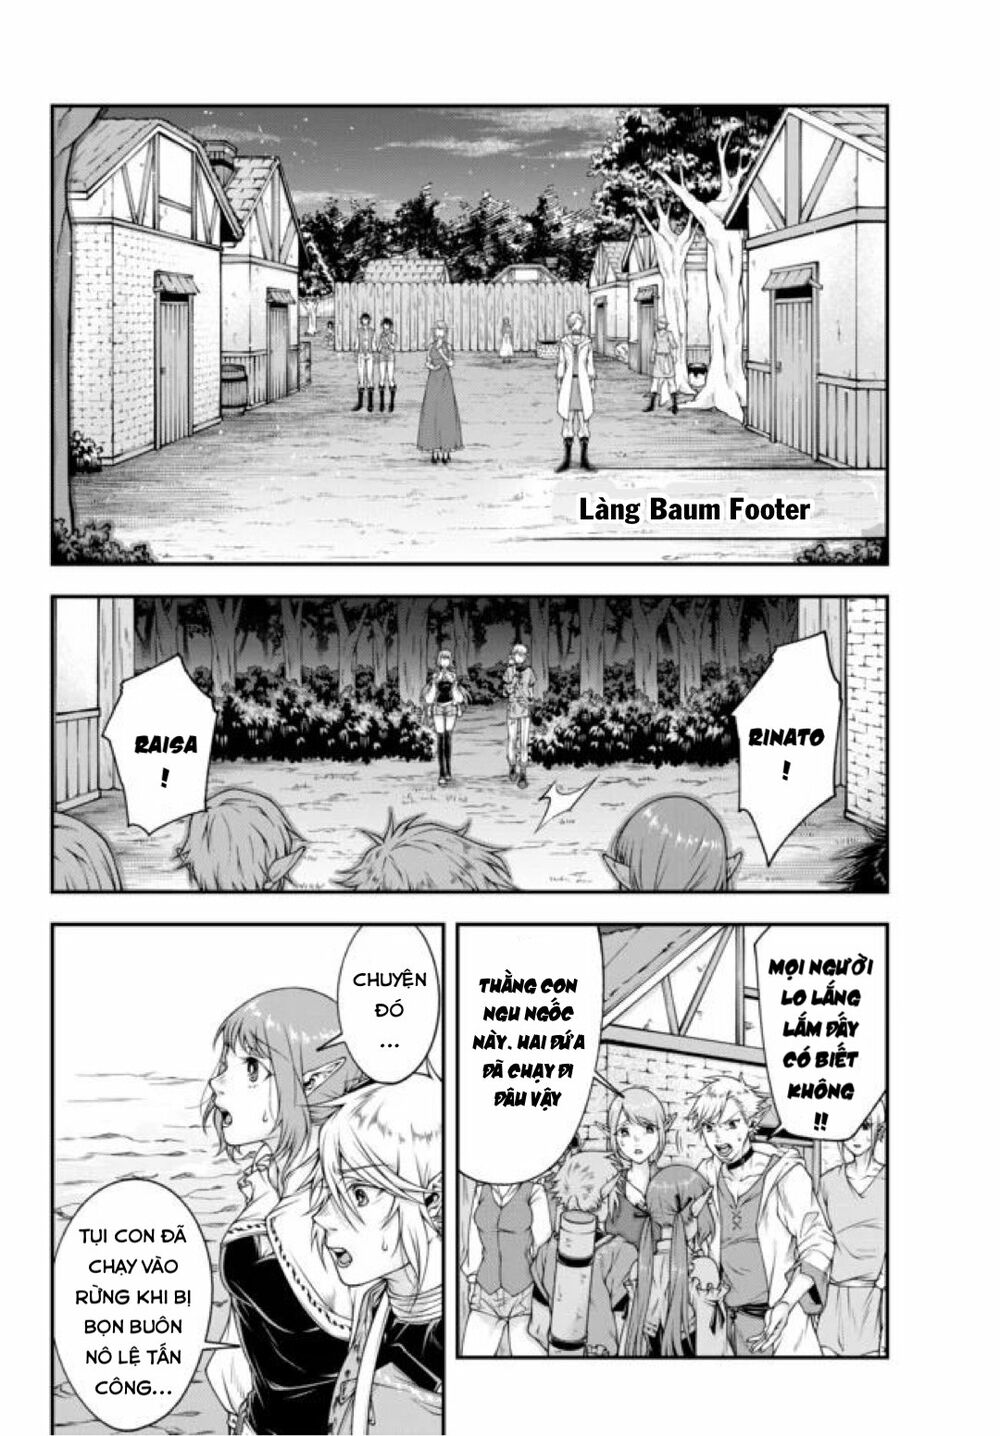 Làng Baum Footer
RINATO
!
RAISA
!
MỌI NGƯỜI
LO LẮNG
LẮM ĐẤY
CÓ BIẾT
KHÔNG
!!
THẰNG CON
NGU NGỐC
NÀY. HAI ĐỨA
ĐÃ CHẠY ĐI
ĐÂU VẬY
CHUYỆN
ĐÓ
...
TỤI CON ĐÃ
CHẠY VÀO
RỪNG KHI BỊ
BỌN BUÔN
NÔ LỆ TẤN
CÔNG...